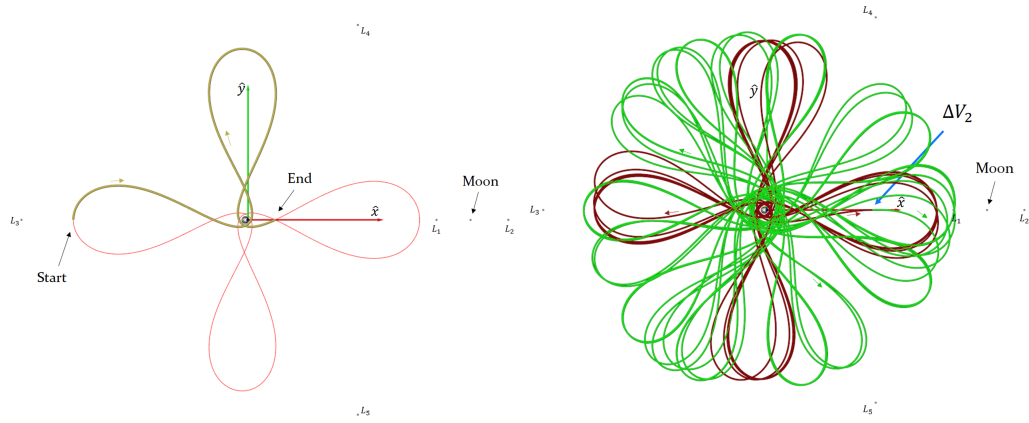 L₄
ŷ
End
Moon
x̂
L₃
L₁
L₂
Start
L₅
L₄
ŷ
ΔV₂
Moon
x̂
L₃
L₁
L₂
L₅